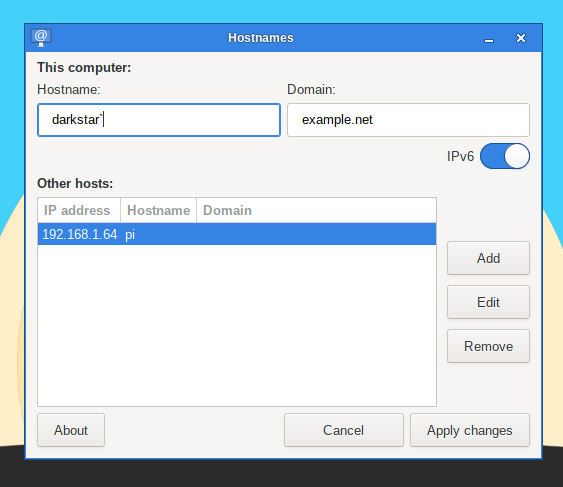 @
Hostnames
This computer:
Hostname: Domain:
darkstar` example.net
IPv6
Other hosts:
IP address Hostname Domain
192.168.1.64 pi
Add
Edit
Remove
About Cancel Apply changes